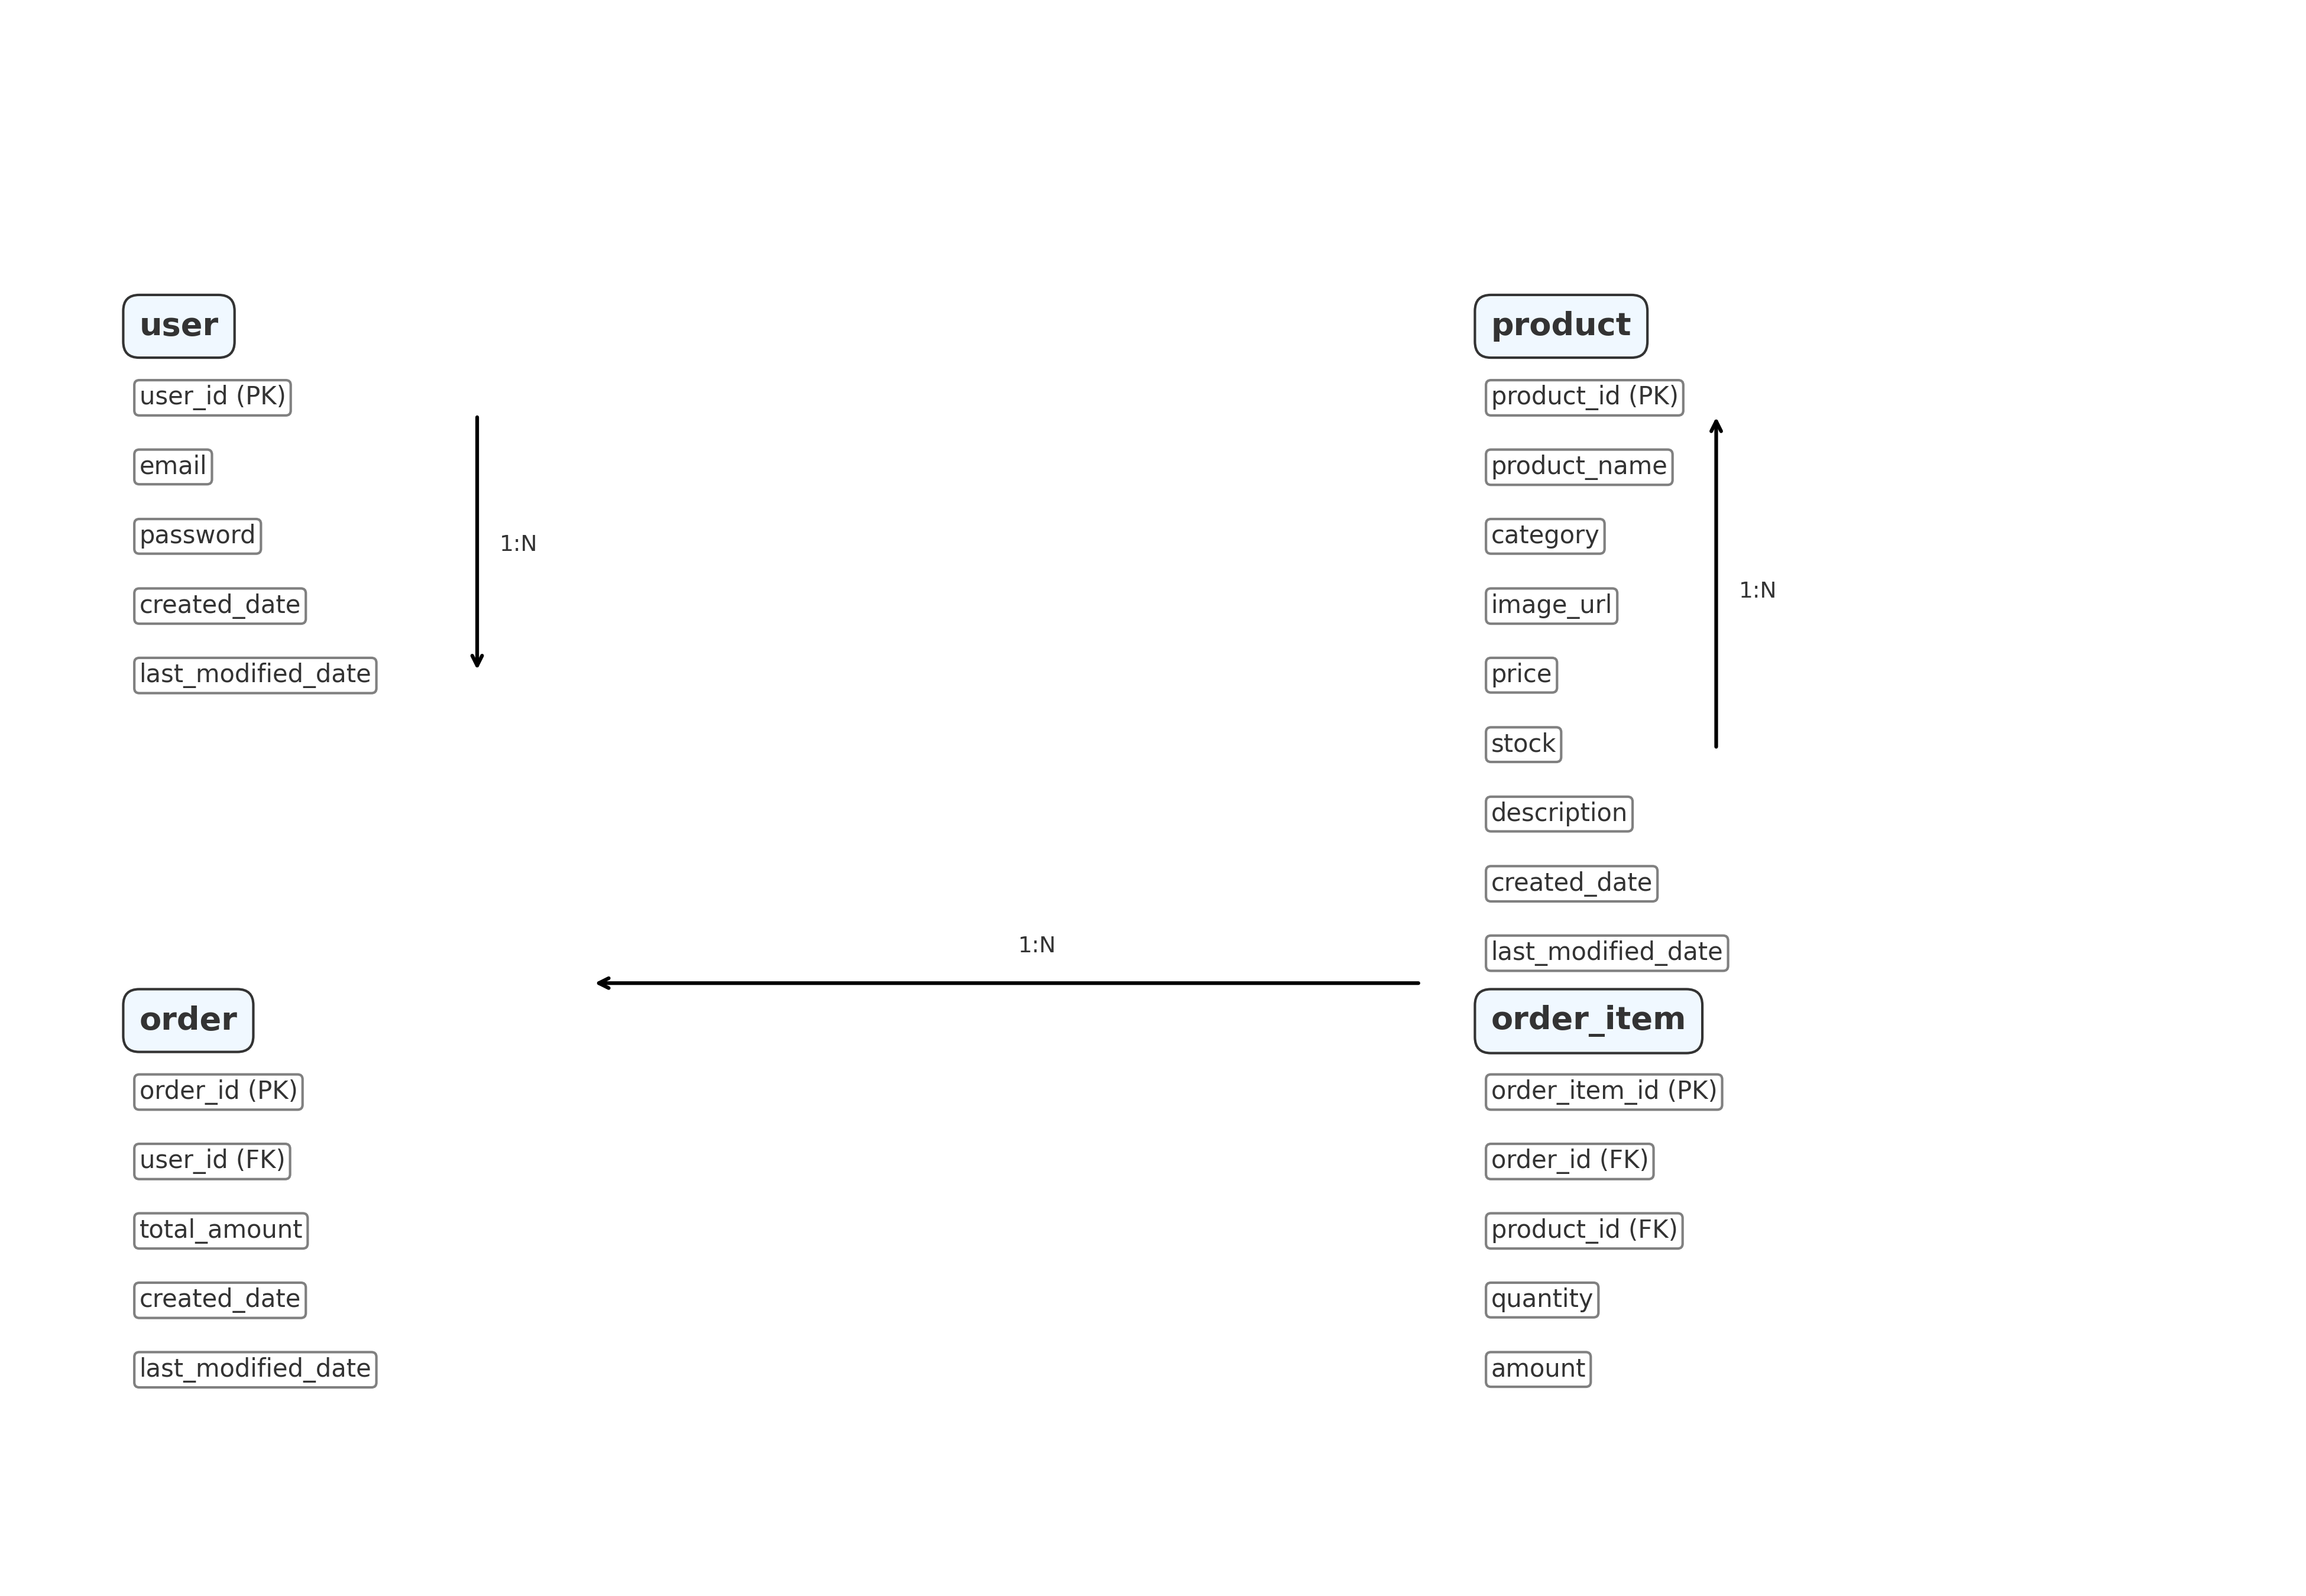 user
user_id (PK)
email
password
created_date
last_modified_date
1:N
product
product_id (PK)
product_name
category
image_url
price
stock
description
created_date
last_modified_date
1:N
1:N
order
order_id (PK)
user_id (FK)
total_amount
created_date
last_modified_date
order_item
order_item_id (PK)
order_id (FK)
product_id (FK)
quantity
amount